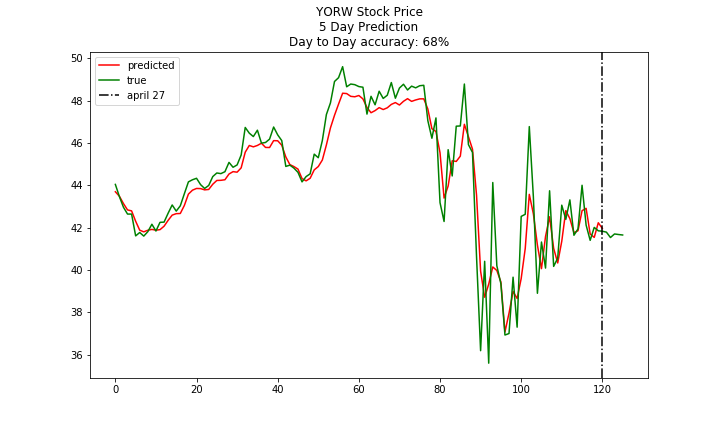 YORW Stock Price
5 Day Prediction
Day to Day accuracy: 68%
50
48
46
44
42
40
38
36
predicted
true
april 27
0
20
40
60
80
100
120